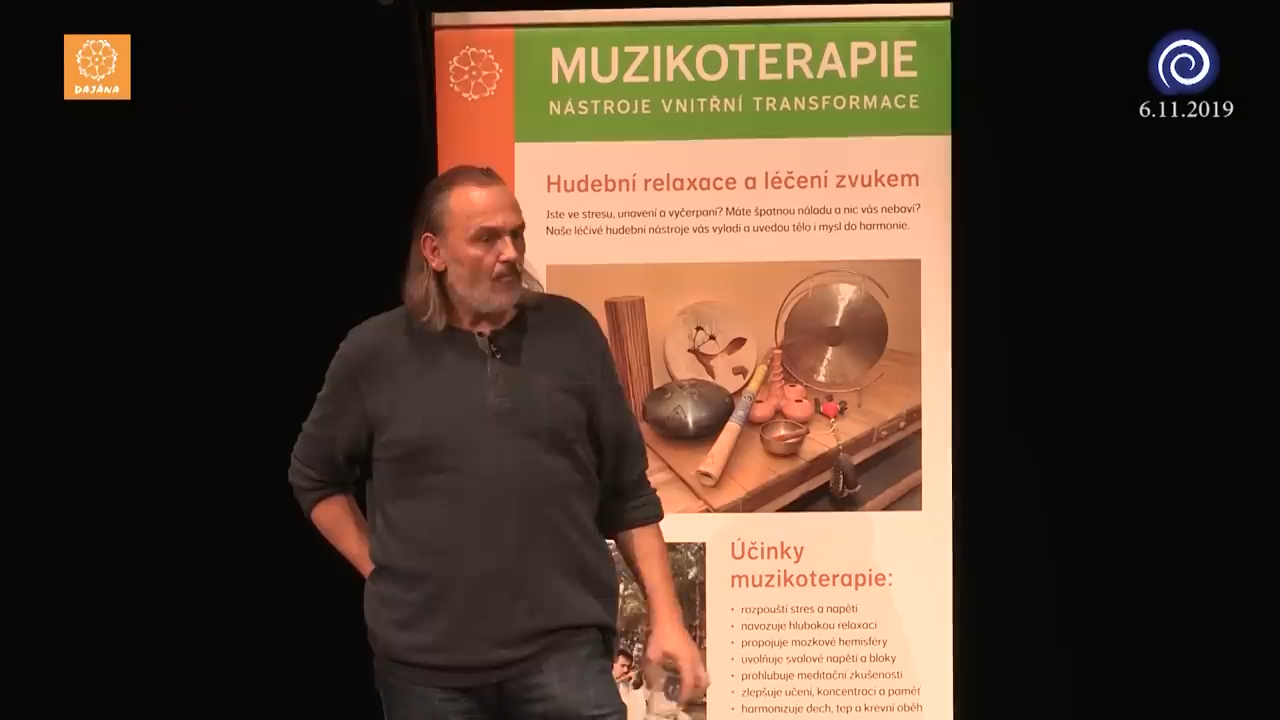 DAJÁNA
6.11.2019
MUZIKOTERAPIE
NÁSTROJE VNITŘNÍ TRANSFORMACE
Hudební relaxace a léčení zvukem
Jste ve stresu, unavení a vyčerpaní? Máte špatnou náladu a nic vás nebaví?
Naše léčivé hudební nástroje vás vyladí a uvedou tělo i mysl do harmonie.
Účinky
muzikoterapie:
• rozpouští stres a napětí
• navozuje hlubokou relaxaci
• propojuje mozkové hemisféry
• uvolňuje svalové napětí a bloky
• prohlubuje meditační zkušenosti
• zlepšuje učení, koncentraci a paměť
• harmonizuje dech, tep a krevní oběh